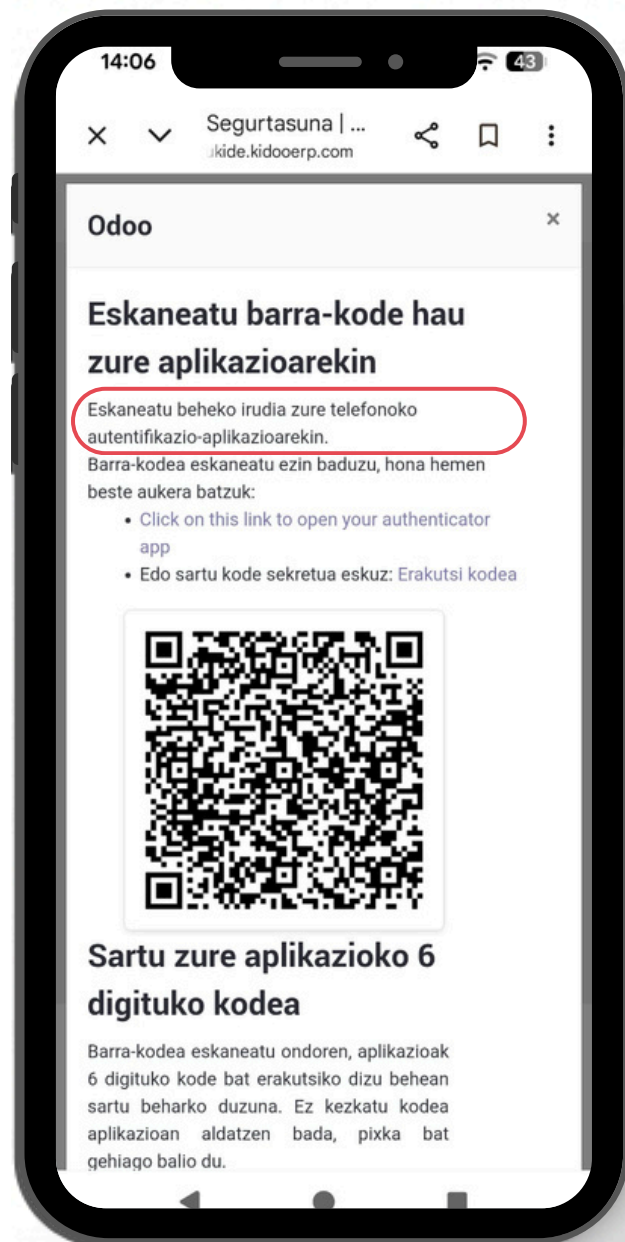 14:06
43
Segurtasuna | ...
kide.kidooerp.com
Odoo
Eskaneatu barra-kode hau
zure aplikazioarekin
Eskaneatu beheko irudia zure telefonoko
autentifikazio-aplikazioarekin.
Barra-kodea eskaneatu ezin baduzu, hona hemen
beste aukera batzuk:
• Click on this link to open your authenticator
app
• Edo sartu kode sekretua eskuz: Erakutsi kodea
Sartu zure aplikazioko 6
digituko kodea
Barra-kodea eskaneatu ondoren, aplikazioak
6 digituko kode bat erakutsiko dizu behean
sartu beharko duzuna. Ez kezkatu kodea
aplikazioan aldatzen bada, pixka bat
gehiago balio du.